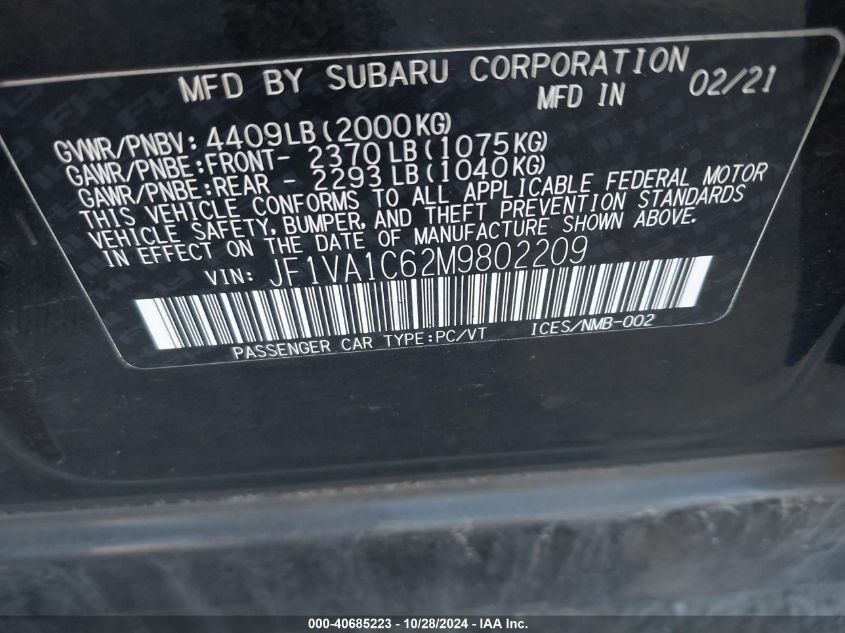 MFD BY SUBARU CORPORATION
MFD IN 02/21
GVWR/PNBV: 4409LB(2000KG)
GAWR/PNBE:FRONT- 2370LB(1075KG)
GAWR/PNBE:REAR - 2293LB(1040KG)
THIS VEHICLE CONFORMS TO ALL APPLICABLE FEDERAL MOTOR
VEHICLE SAFETY, BUMPER, AND THEFT PREVENTION STANDARDS
IN EFFECT ON THE DATE OF MANUFACTURE SHOWN ABOVE.
VIN: JF1VA1C62M9802209
PASSENGER CAR TYPE:PC/VT ICES/NMB-002
000-40685223 - 10/28/2024 - IAA Inc.